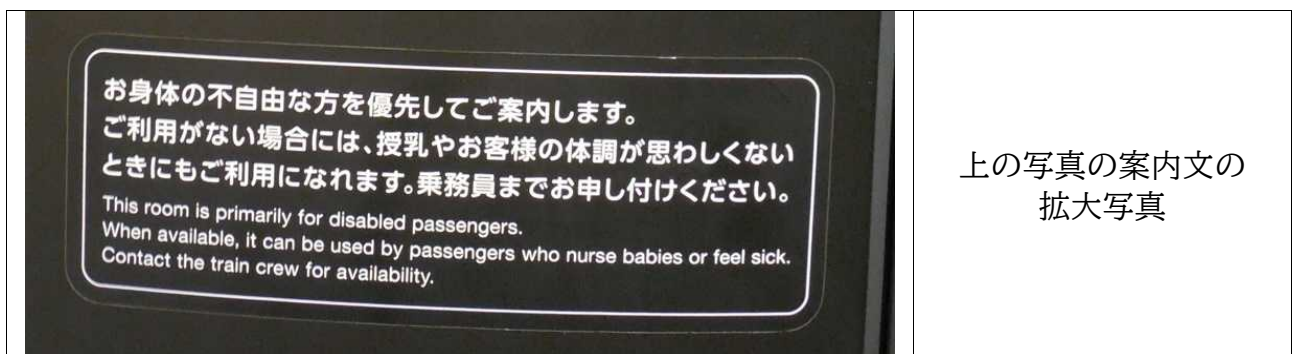 お身体の不自由な方を優先してご案内します。
ご利用がない場合には、授乳やお客様の体調が思わしくない
ときにもご利用になれます。乗務員までお申し付けください。
This room is primarily for disabled passengers.
When available, it can be used by passengers who nurse babies or feel sick.
Contact the train crew for availability.
上の写真の案内文の
拡大写真